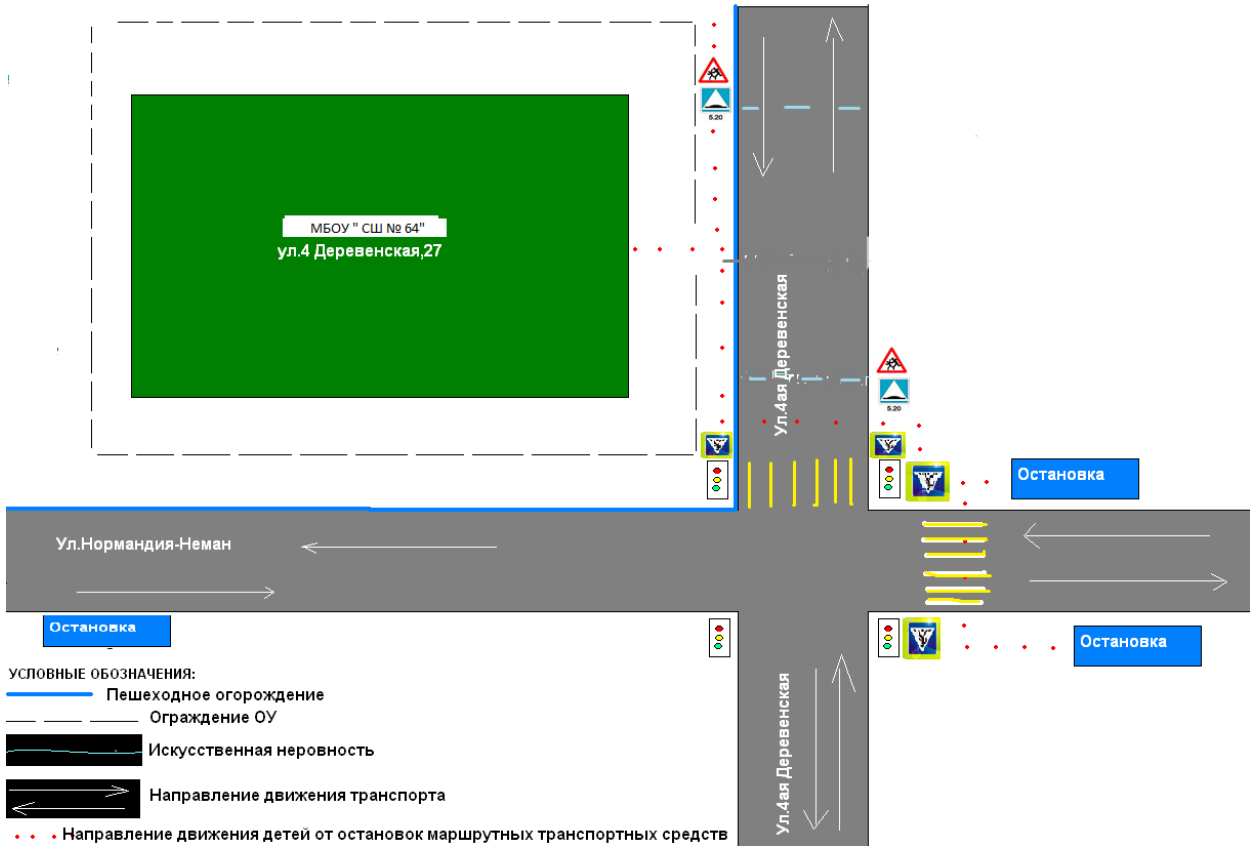 5.20
МБОУ " СШ № 64"
ул.4 Деревенская,27
Ул.4ая Деревенская
5.20
Остановка
Ул.Нормандия-Неман
Остановка
Остановка
Ул.4ая Деревенская
УСЛОВНЫЕ ОБОЗНАЧЕНИЯ:
Пешеходное огорождение
Ограждение ОУ
Искусственная неровность
Направление движения транспорта
Направление движения детей от остановок маршрутных транспортных средств